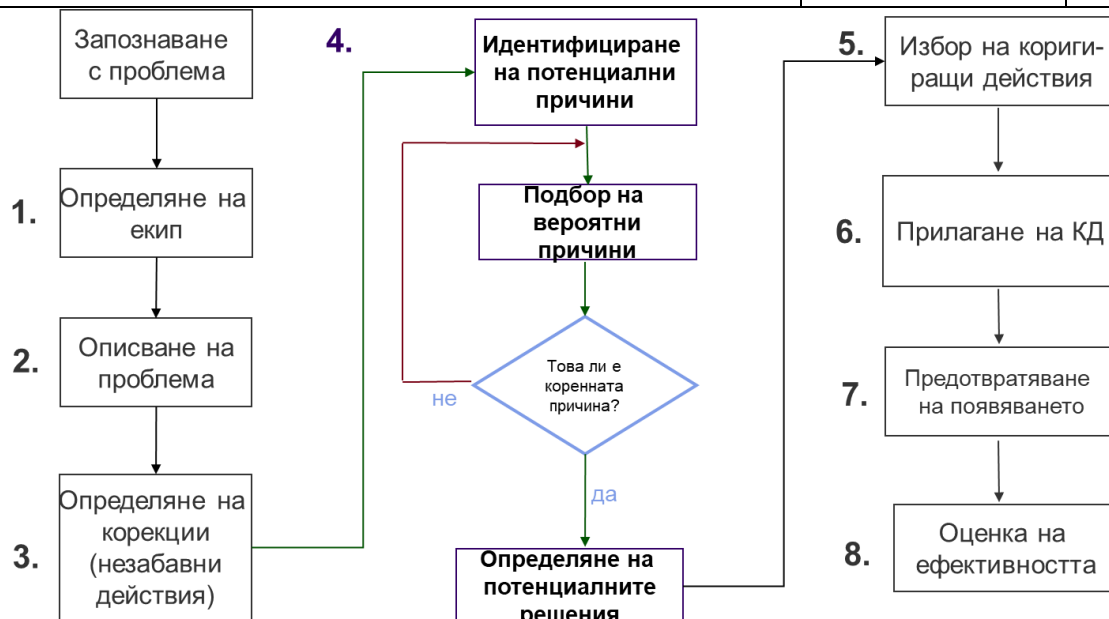 Запознаване
с проблема
1.
Определяне на
екип
2.
Описване на
проблема
3.
Определяне на
корекции
(незабавни
действия)
4.
Идентифициране
на потенциални
причини
Подбор на
вероятни
причини
Това ли е
коренната
причина?
не
да
Определяне на
потенциалните
решения
5.
Избор на кориги-
ращи действия
6.
Прилагане на КД
7.
Предотвратяване
на появяването
8.
Оценка на
ефективността